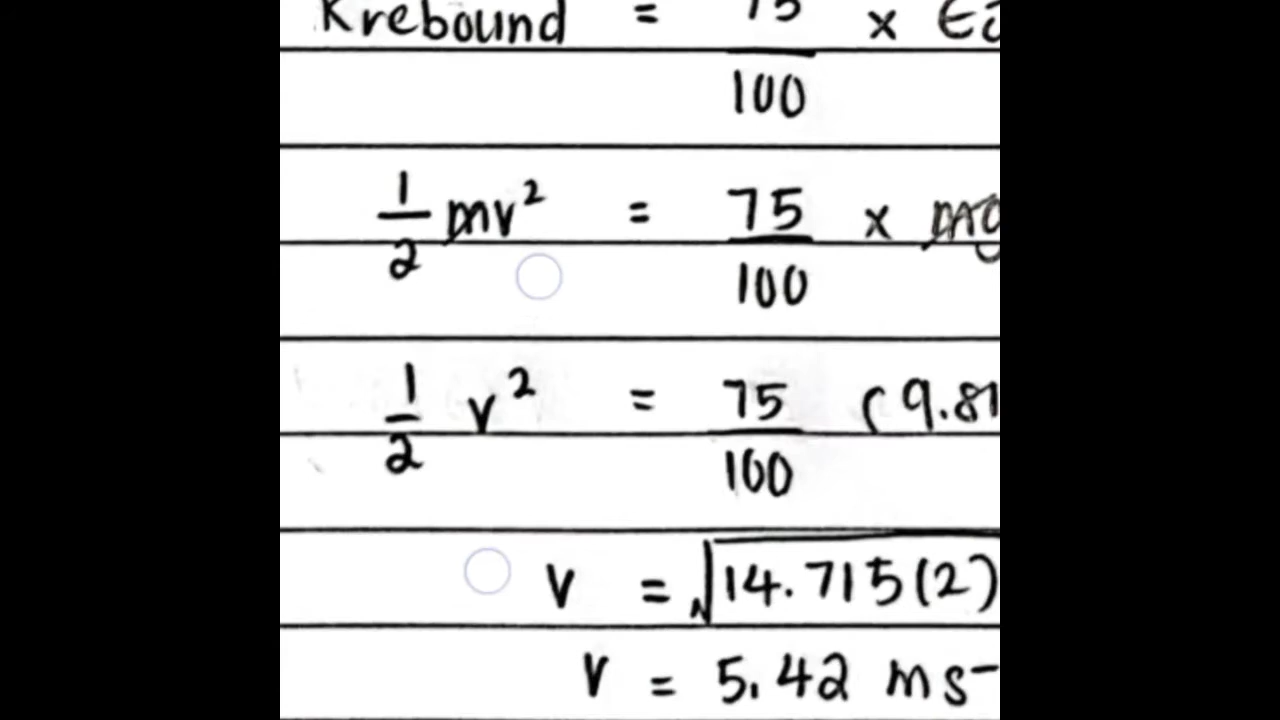 Krebound = 75/100 ×
1/2 mv² = 75/100 ×
1/2 v² = 75/100 (9.81
v = √14.715(2)
v = 5.42 ms⁻